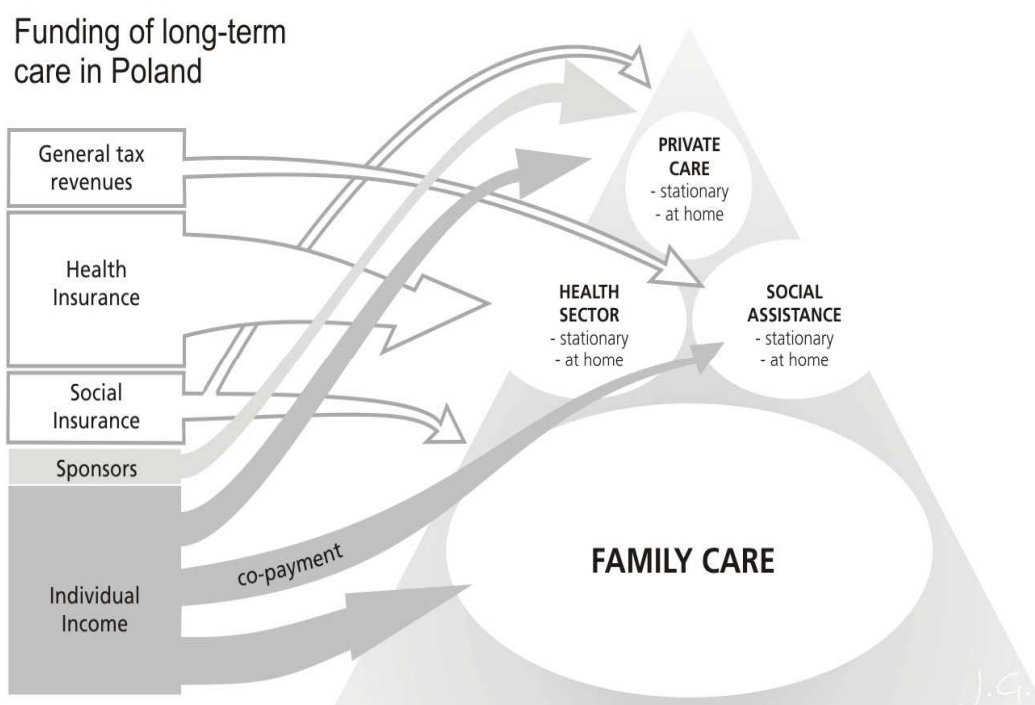 Funding of long-term
care in Poland
General tax
revenues
Health
Insurance
Social
Insurance
Sponsors
Individual
Income
co-payment
PRIVATE
CARE
- stationary
- at home
HEALTH
SECTOR
- stationary
- at home
SOCIAL
ASSISTANCE
- stationary
- at home
FAMILY CARE
J.G.